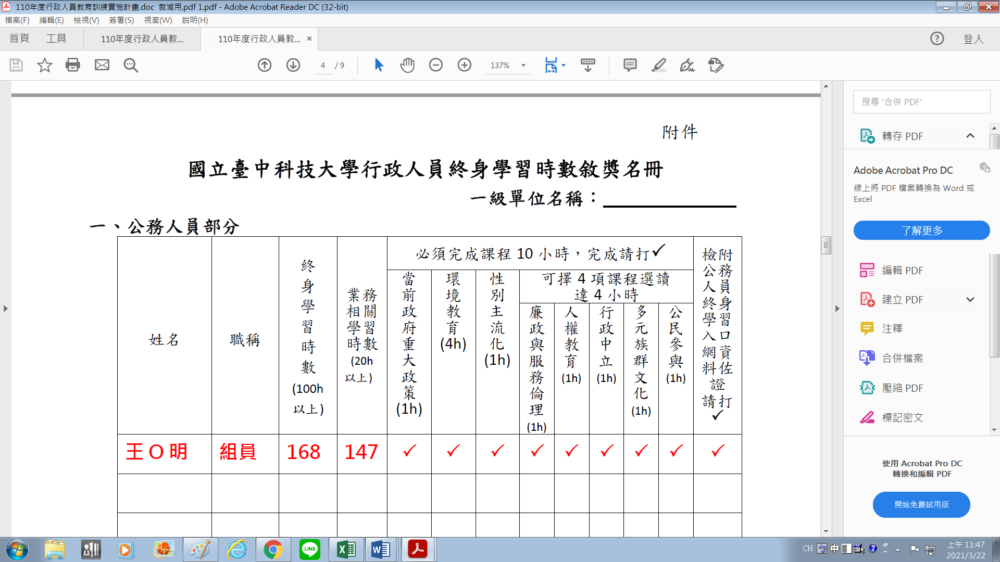 110年度行政人員教育訓練實施計畫.doc  裁減用.pdf 1.pdf - Adobe Acrobat Reader DC (32-bit)
檔案(F) 編輯(E) 檢視(V) 簽署(S) 視窗(W) 說明(H)
首頁 工具 110年度行政人員教... 110年度行政人員教... × 登入
4 / 9 137%
附件
國立臺中科技大學行政人員終身學習時數敘獎名冊
一級單位名稱：
一、公務人員部分
姓名
職稱
終身學習時數(100h以上)
業務相關學習時數(20h以上)
必須完成課程 10 小時，完成請打✓
當前政府重大政策(1h)
環境教育(4h)
性別主流化(1h)
可擇 4 項課程選讀
達 4 小時
廉政與服務倫理(1h)
人權教育(1h)
行政中立(1h)
多元族群文化(1h)
公民參與(1h)
檢附公務人員終身學習入口網資料佐證請打✓
王O明 組員 168 147 ✓ ✓ ✓ ✓ ✓ ✓ ✓ ✓ ✓
搜尋 '合併 PDF'
轉存 PDF
Adobe Acrobat Pro DC
線上將 PDF 檔案轉換為 Word 或
Excel
了解更多
編輯 PDF
建立 PDF
注釋
合併檔案
壓縮 PDF
標記密文
使用 Acrobat Pro DC
轉換和編輯 PDF
開始免費試用版
LINE
CH 中
上午 11:47
2021/3/22